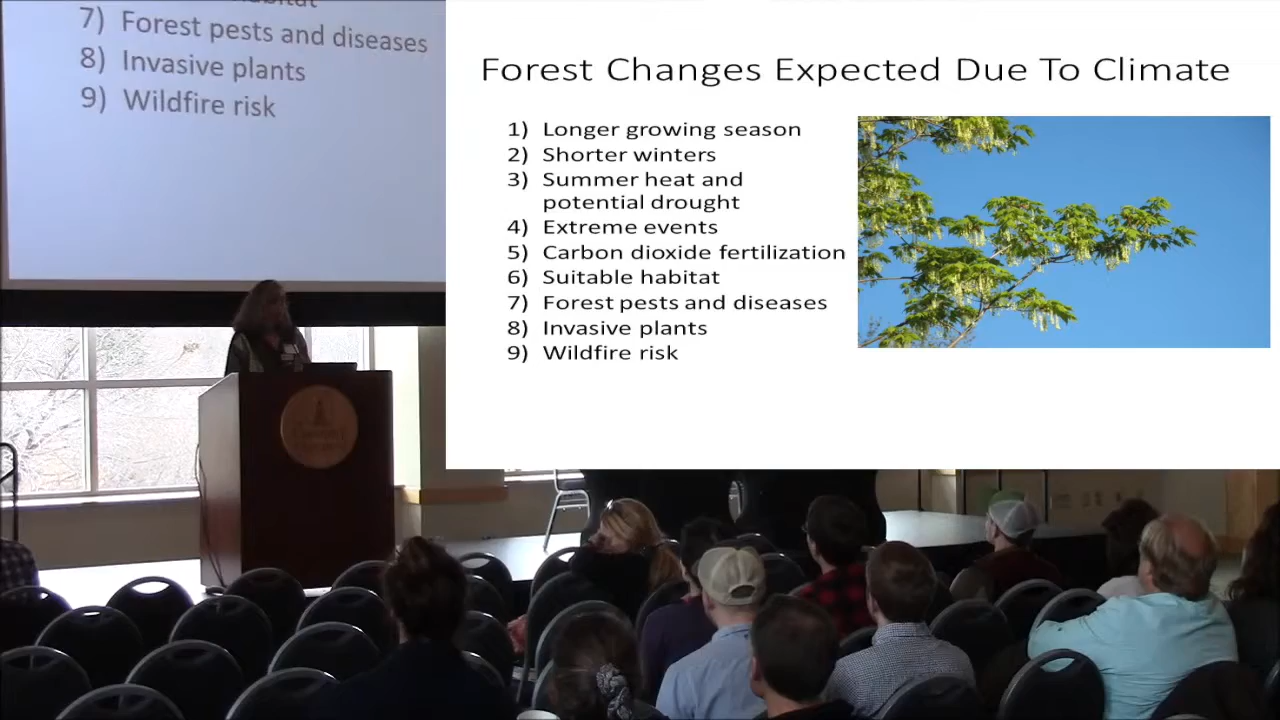 7) Forest pests and diseases
8) Invasive plants
9) Wildfire risk
Forest Changes Expected Due To Climate
1) Longer growing season
2) Shorter winters
3) Summer heat and
potential drought
4) Extreme events
5) Carbon dioxide fertilization
6) Suitable habitat
7) Forest pests and diseases
8) Invasive plants
9) Wildfire risk